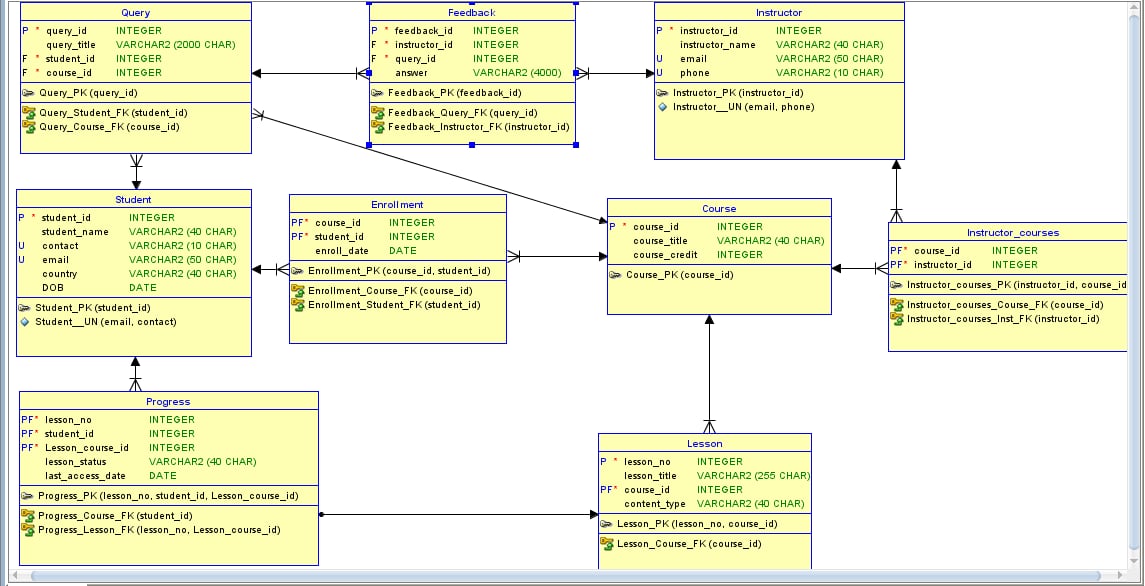 Query
P * query_id INTEGER
query_title VARCHAR2 (2000 CHAR)
F * student_id INTEGER
F * course_id INTEGER
Query_PK (query_id)
Query_Student_FK (student_id)
Query_Course_FK (course_id)
Feedback
P * feedback_id INTEGER
F * instructor_id INTEGER
F * query_id INTEGER
answer VARCHAR2 (4000)
Feedback_PK (feedback_id)
Feedback_Query_FK (query_id)
Feedback_Instructor_FK (instructor_id)
Instructor
P * instructor_id INTEGER
instructor_name VARCHAR2 (40 CHAR)
U email VARCHAR2 (50 CHAR)
U phone VARCHAR2 (10 CHAR)
Instructor_PK (instructor_id)
Instructor__UN (email, phone)
Student
P * student_id INTEGER
student_name VARCHAR2 (40 CHAR)
U contact VARCHAR2 (10 CHAR)
U email VARCHAR2 (50 CHAR)
country VARCHAR2 (40 CHAR)
DOB DATE
Student_PK (student_id)
Student__UN (email, contact)
Enrollment
PF* course_id INTEGER
PF* student_id INTEGER
enroll_date DATE
Enrollment_PK (course_id, student_id)
Enrollment_Course_FK (course_id)
Enrollment_Student_FK (student_id)
Course
P * course_id INTEGER
course_title VARCHAR2 (40 CHAR)
course_credit INTEGER
Course_PK (course_id)
Instructor_courses
PF* course_id INTEGER
PF* instructor_id INTEGER
Instructor_courses_PK (instructor_id, course_id
Instructor_courses_Course_FK (course_id)
Instructor_courses_Inst_FK (instructor_id)
Progress
PF* lesson_no INTEGER
PF* student_id INTEGER
PF* Lesson_course_id INTEGER
lesson_status VARCHAR2 (40 CHAR)
last_access_date DATE
Progress_PK (lesson_no, student_id, Lesson_course_id)
Progress_Course_FK (student_id)
Progress_Lesson_FK (lesson_no, Lesson_course_id)
Lesson
P * lesson_no INTEGER
lesson_title VARCHAR2 (255 CHAR)
PF* course_id INTEGER
content_type VARCHAR2 (40 CHAR)
Lesson_PK (lesson_no, course_id)
Lesson_Course_FK (course_id)